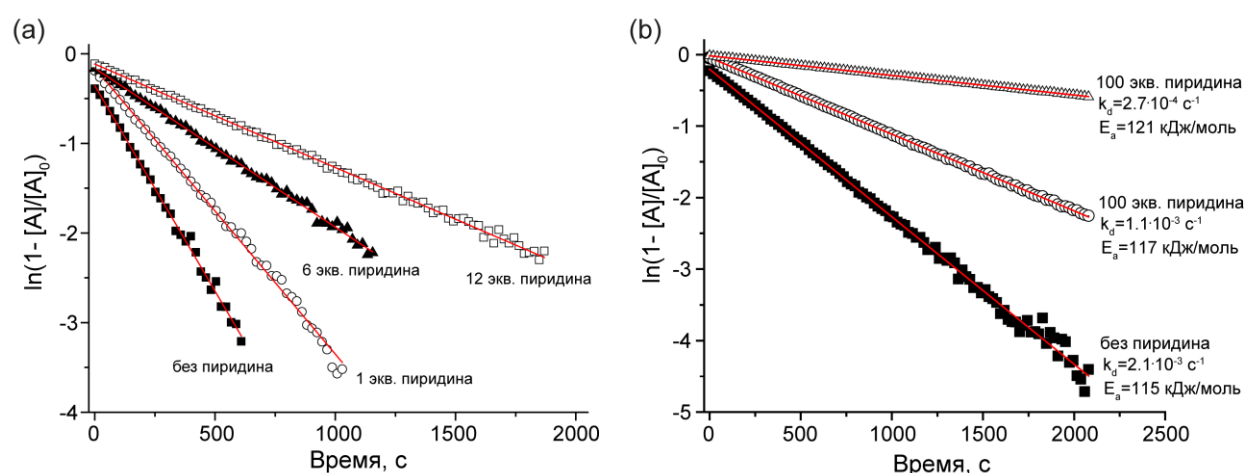 (a)
0
-1
-2
-3
-4
ln(1- [A]/[A]₀)
без пиридина
1 экв. пиридина
6 экв. пиридина
12 экв. пиридина
0 500 1000 1500 2000
Время, с
(b)
0
-1
-2
-3
-4
-5
ln(1- [A]/[A]₀)
100 экв. пиридина
k_d=2.7·10⁻⁴ с⁻¹
E_a=121 кДж/моль
100 экв. пиридина
k_d=1.1·10⁻³ с⁻¹
E_a=117 кДж/моль
без пиридина
k_d=2.1·10⁻³ с⁻¹
E_a=115 кДж/моль
0 500 1000 1500 2000 2500
Время, с